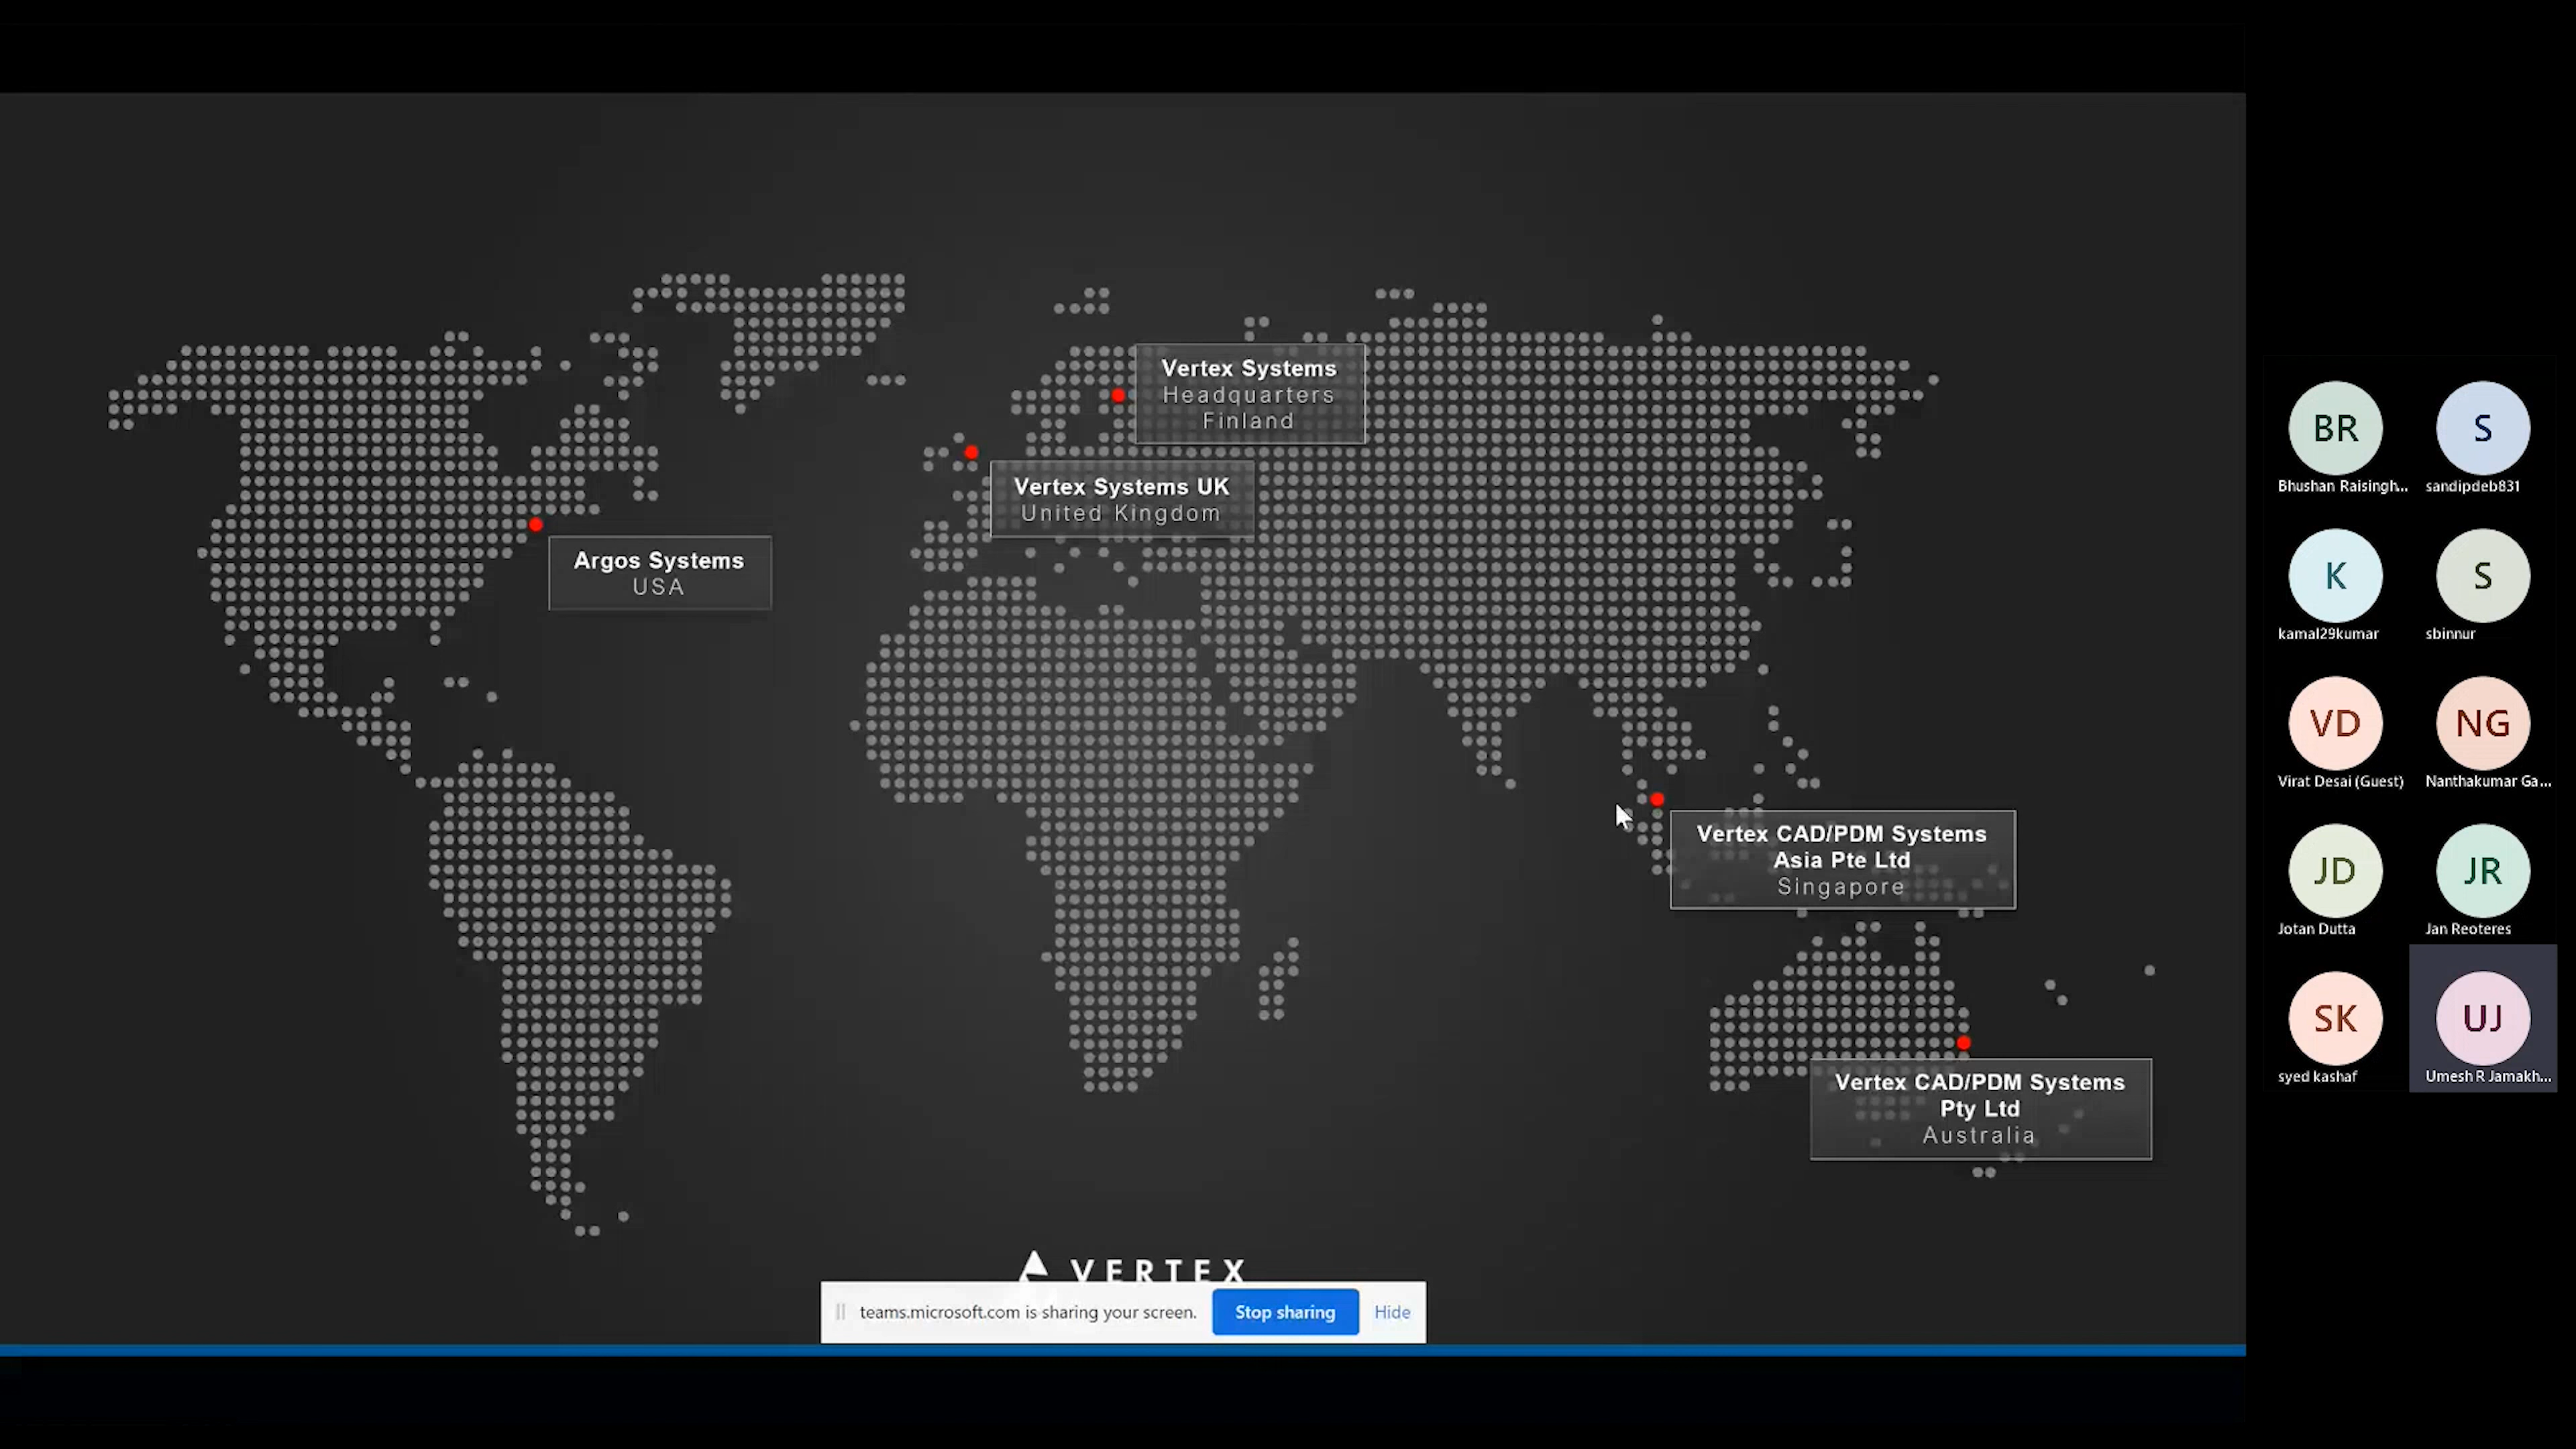 Vertex Systems
Headquarters
Finland
Vertex Systems UK
United Kingdom
Argos Systems
USA
Vertex CAD/PDM Systems
Asia Pte Ltd
Singapore
Vertex CAD/PDM Systems
Pty Ltd
Australia
VERTEX
teams.microsoft.com is sharing your screen.
Stop sharing
Hide
BR
Bhushan Raisingh...
S
sandipdeb831
K
kamal29kumar
S
sbinnur
VD
Virat Desai (Guest)
NG
Nanthakumar Ga...
JD
Jotan Dutta
JR
Jan Reoteres
SK
syed kashaf
UJ
Umesh R Jamakh...